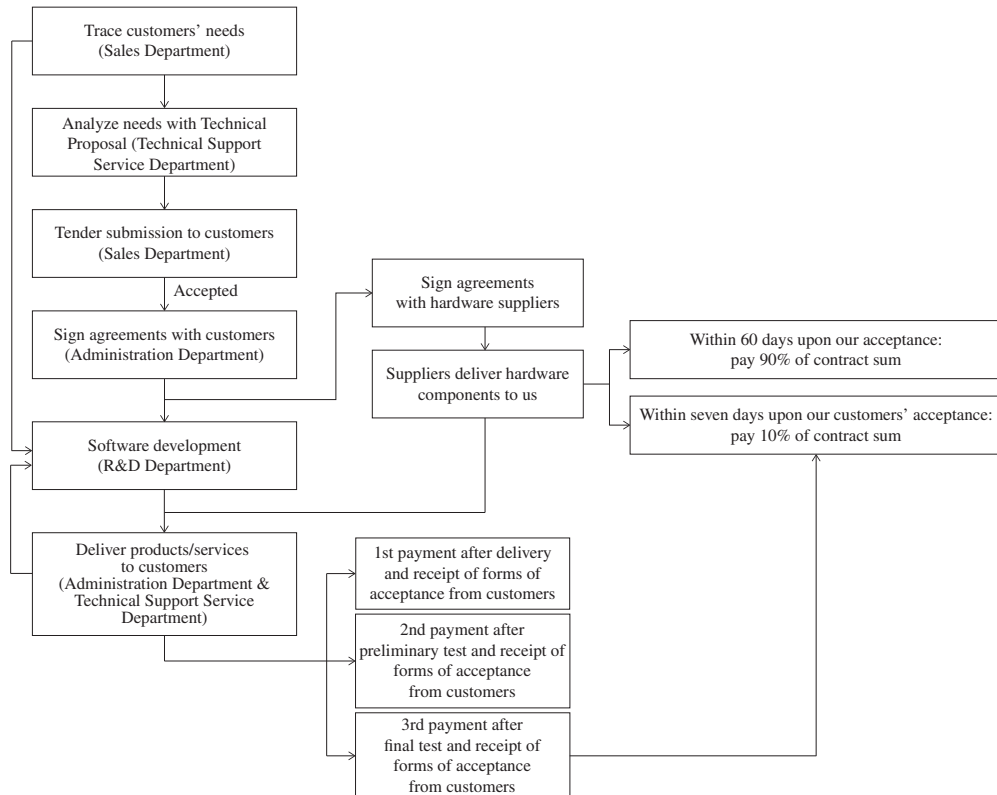 Trace customers’ needs
(Sales Department)
Analyze needs with Technical
Proposal (Technical Support
Service Department)
Tender submission to customers
(Sales Department)
Accepted
Sign agreements with customers
(Administration Department)
Sign agreements
with hardware suppliers
Suppliers deliver hardware
components to us
Within 60 days upon our acceptance:
pay 90% of contract sum
Within seven days upon our customers’ acceptance:
pay 10% of contract sum
Software development
(R&D Department)
Deliver products/services
to customers
(Administration Department &
Technical Support Service
Department)
1st payment after delivery
and receipt of forms of
acceptance from customers
2nd payment after
preliminary test and receipt of
forms of acceptance
from customers
3rd payment after
final test and receipt of
forms of acceptance
from customers